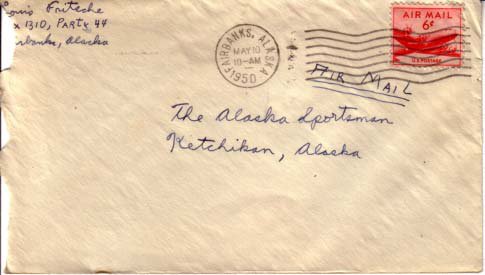 Fritsche
x 1310, Party 44
rbanks, Alaska
FAIRBANKS, ALASKA
MAY 10
10-AM
1950
AIR MAIL
6¢
U.S. POSTAGE
AIR MAIL
The Alaska Sportsman
Ketchikan, Alaska